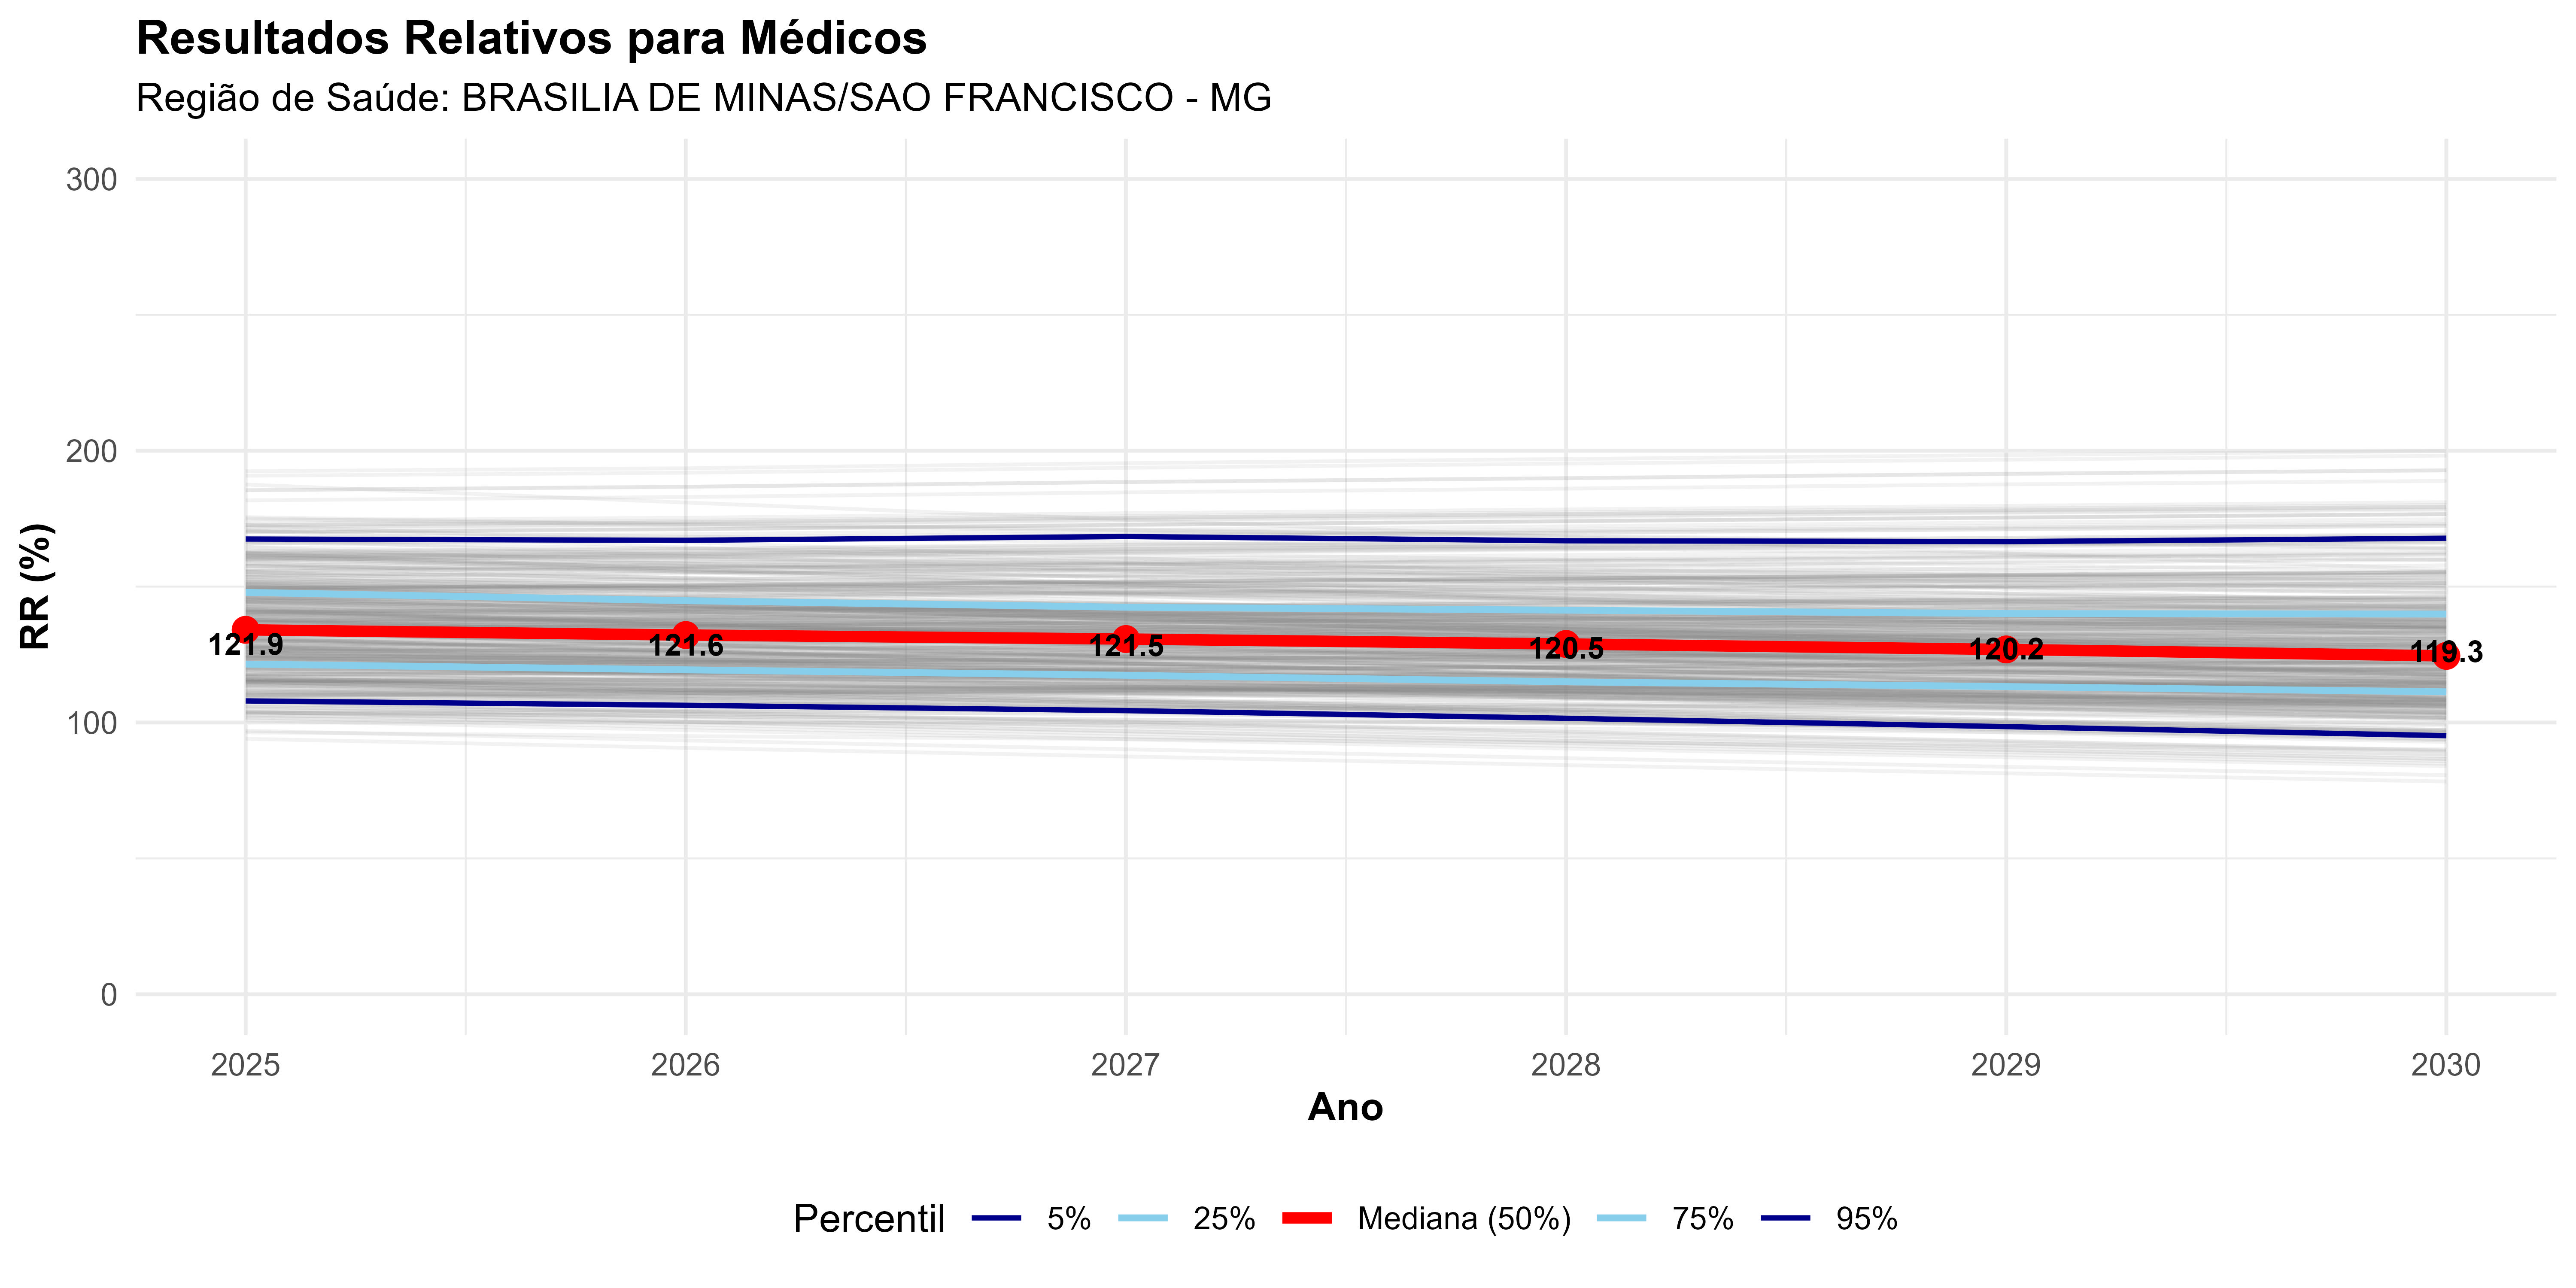 Resultados Relativos para Médicos
Região de Saúde: BRASILIA DE MINAS/SAO FRANCISCO - MG
RR (%)
300
200
100
0
121.9 121.6 121.5 120.5 120.2 119.3
2025 2026 2027 2028 2029 2030
Ano
Percentil 5% 25% Mediana (50%) 75% 95%